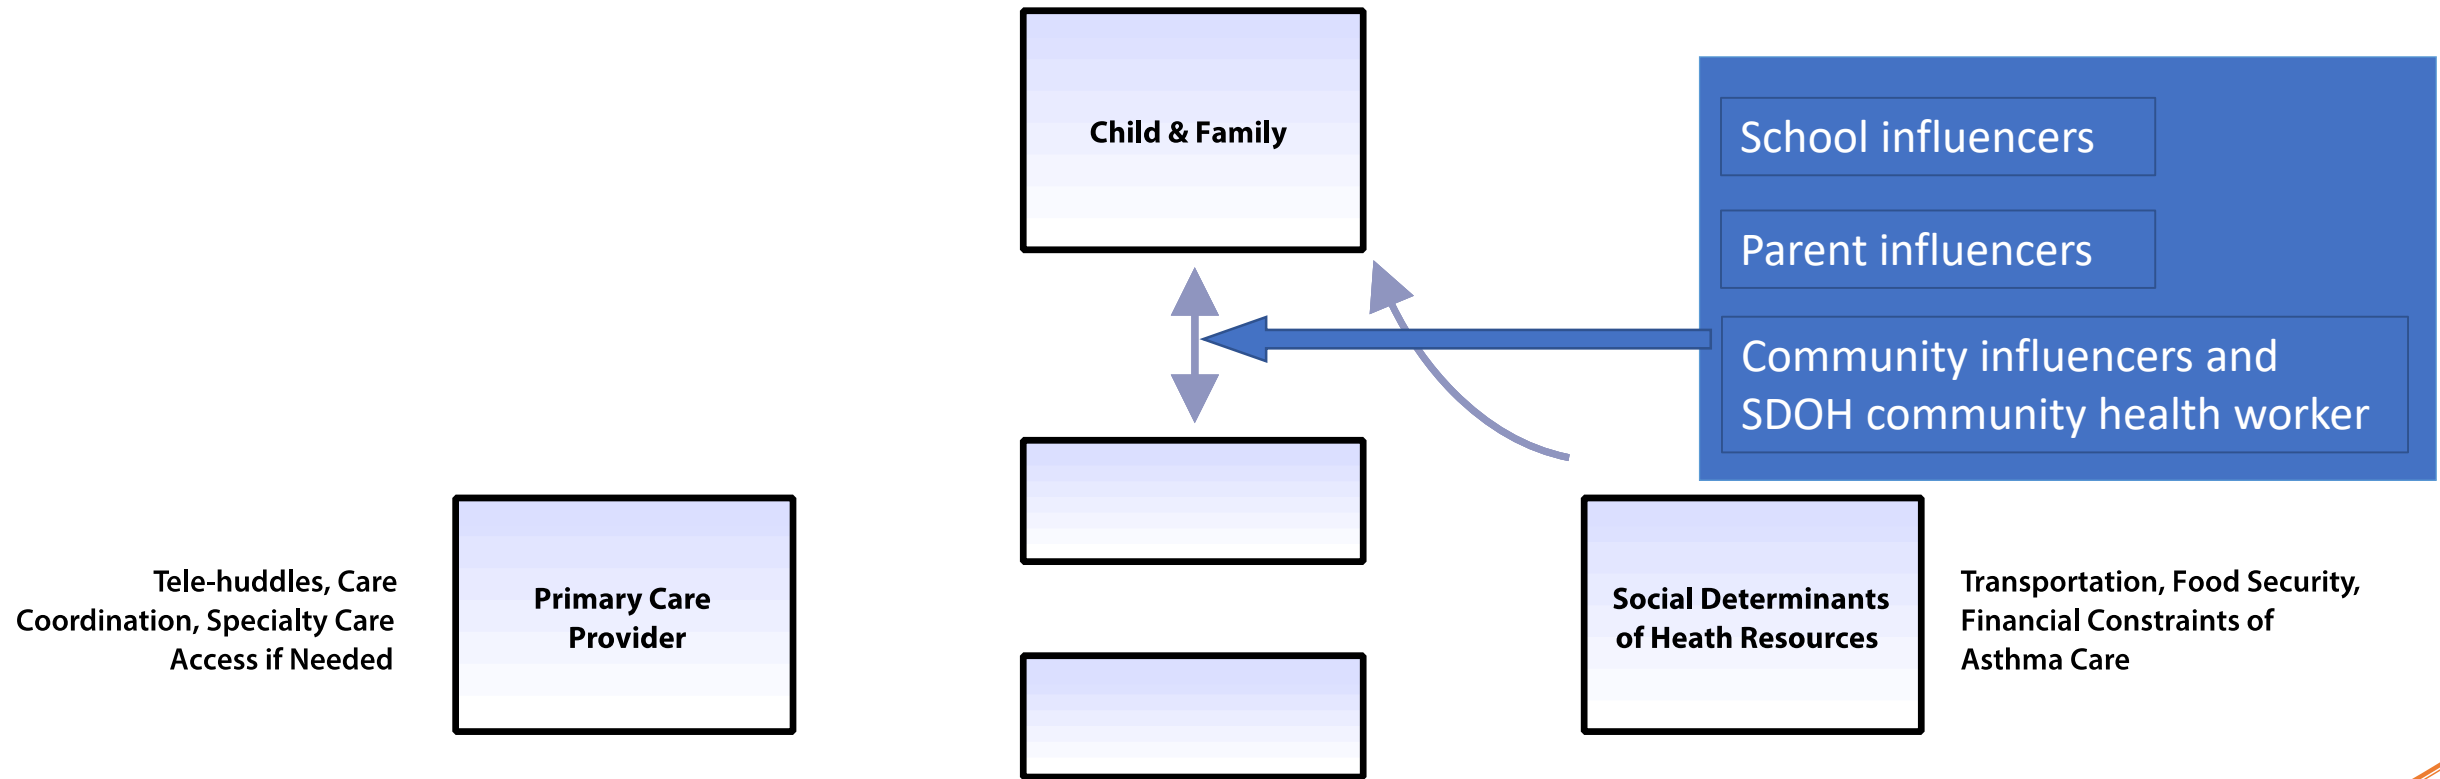 Child & Family
School influencers
Parent influencers
Community influencers and
SDOH community health worker
Tele-huddles, Care
Coordination, Specialty Care
Access if Needed
Primary Care
Provider
Social Determinants
of Heath Resources
Transportation, Food Security,
Financial Constraints of
Asthma Care